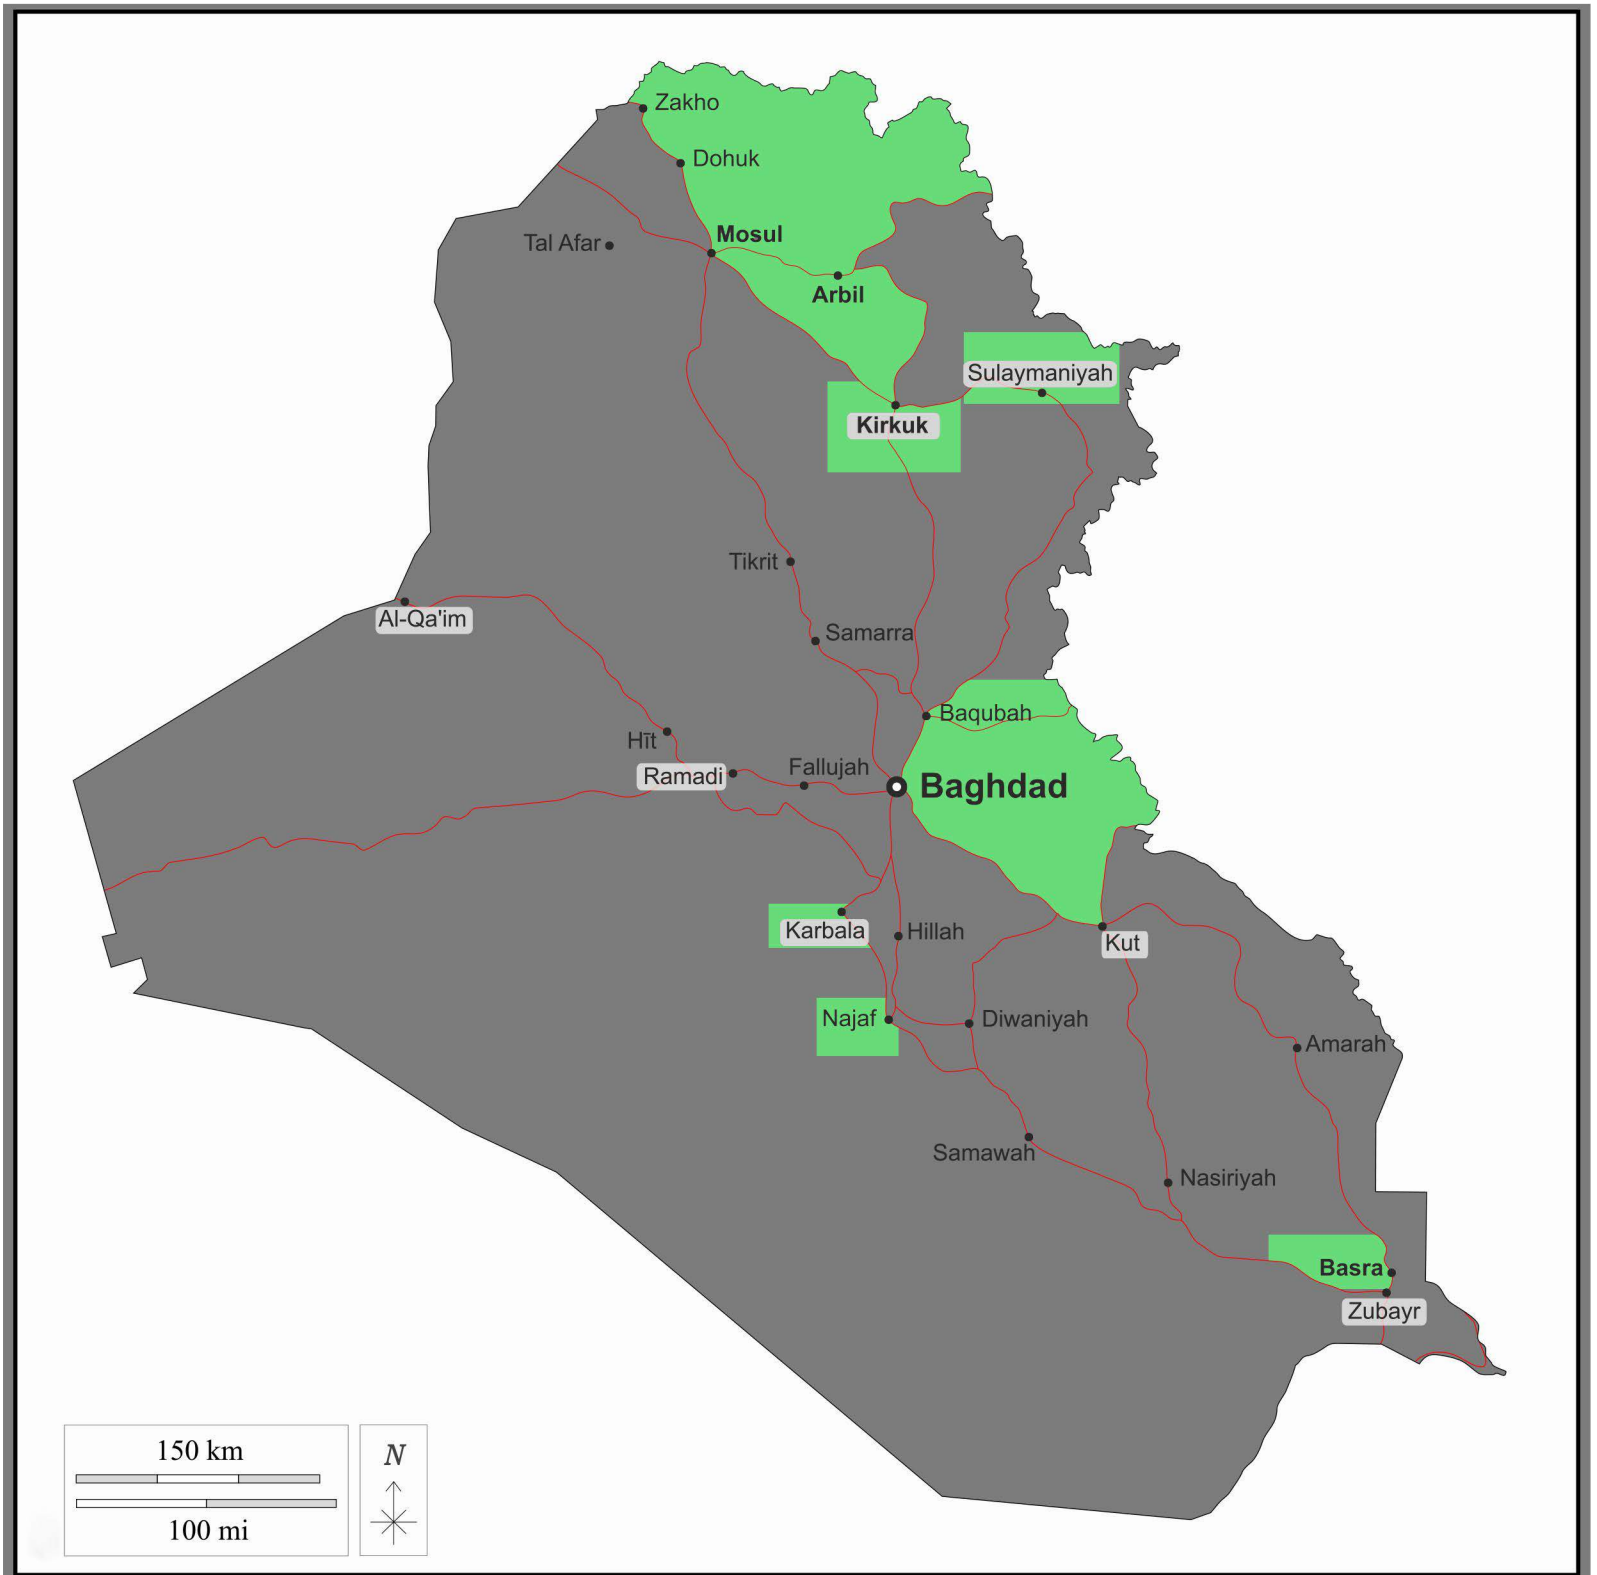 Zakho
Dohuk
Mosul
Tal Afar
Arbil
Sulaymaniyah
Kirkuk
Tikrit
Al-Qa'im
Samarra
Baqubah
Hīt
Ramadi
Fallujah
Baghdad
Karbala
Hillah
Kut
Najaf
Diwaniyah
Amarah
Samawah
Nasiriyah
Basra
Zubayr
150 km
N
100 mi